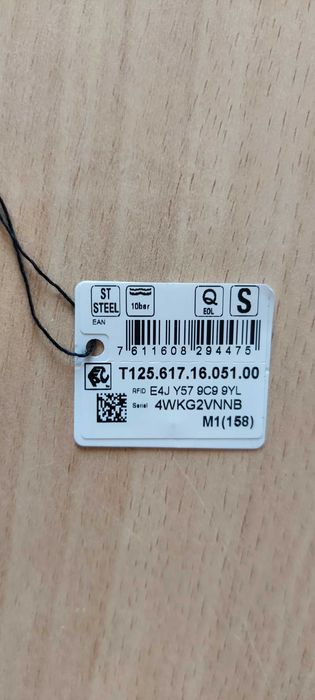 ST
STEEL
10bar
Q
EOL
S
EAN
7 611608 294475
T125.617.16.051.00
RFID E4J Y57 9C9 9YL
Serial 4WKG2VNNB
M1(158)